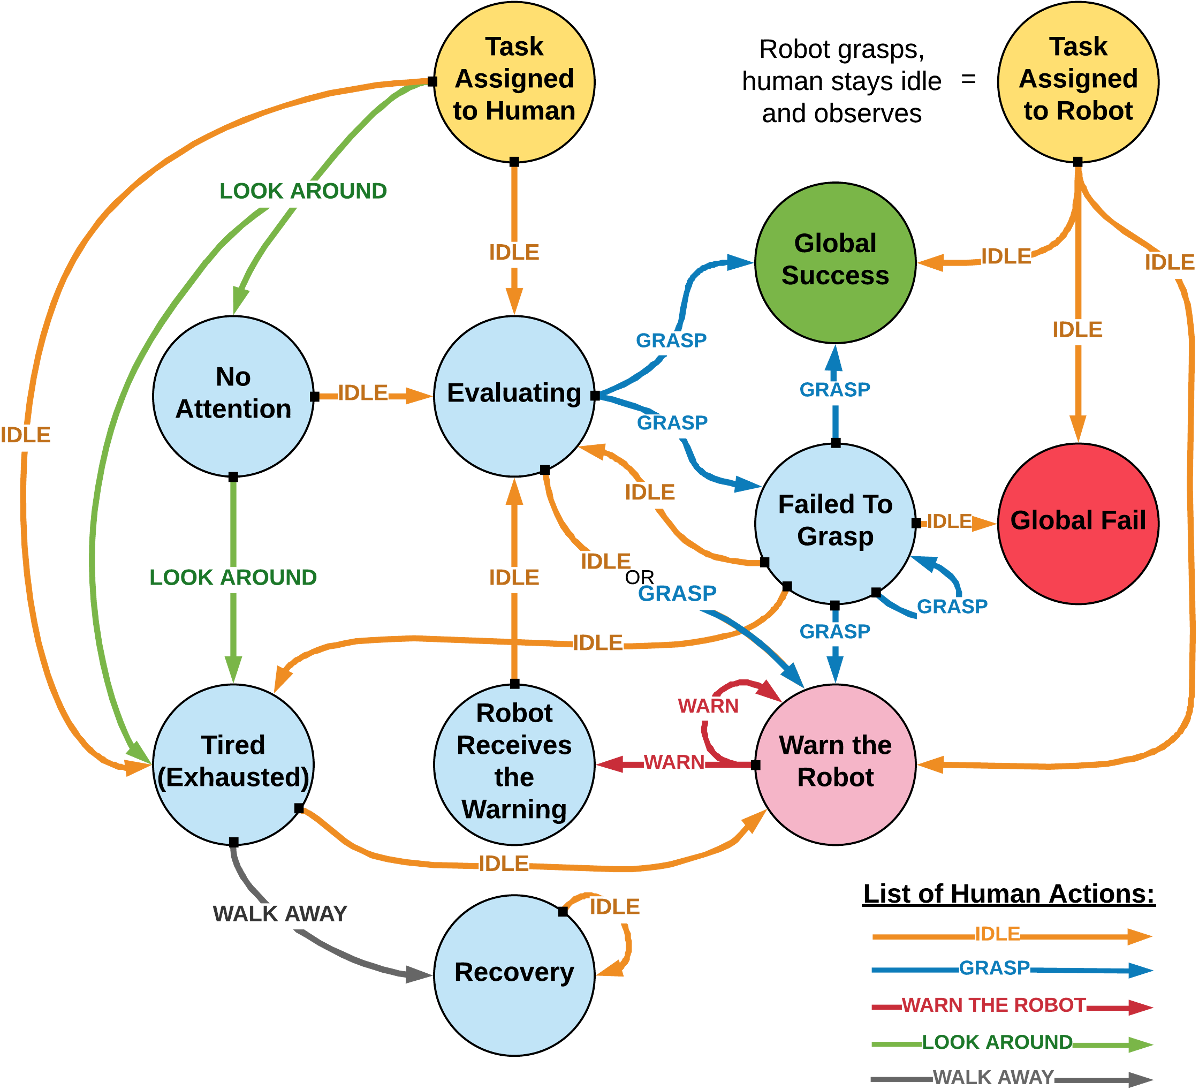 Task
Assigned
to Human
Robot grasps,
human stays idle
and observes
=
Task
Assigned
to Robot
LOOK AROUND
IDLE
Global
Success
IDLE
IDLE
GRASP
IDLE
No
Attention
IDLE
Evaluating
GRASP
GRASP
IDLE
IDLE
Failed To
Grasp
IDLE
Global Fail
LOOK AROUND
IDLE
IDLE
OR
GRASP
GRASP
GRASP
IDLE
WARN
Tired
(Exhausted)
Robot
Receives
the
Warning
WARN
Warn the
Robot
IDLE
WALK AWAY
IDLE
Recovery
List of Human Actions:
IDLE
GRASP
WARN THE ROBOT
LOOK AROUND
WALK AWAY